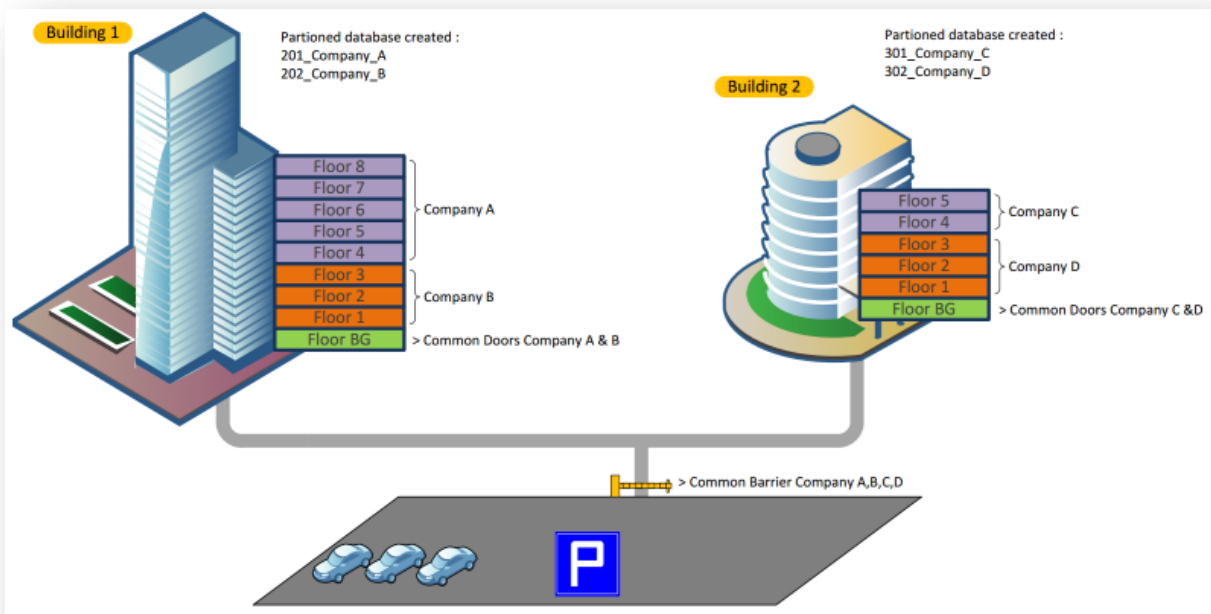 Building 1
Partioned database created :
201_Company_A
202_Company_B
Floor 8
Floor 7
Floor 6
Floor 5
Floor 4
Floor 3
Floor 2
Floor 1
Floor BG
Company A
Company B
> Common Doors Company A & B
Partioned database created :
301_Company_C
302_Company_D
Building 2
Floor 5
Floor 4
Floor 3
Floor 2
Floor 1
Floor BG
Company C
Company D
> Common Doors Company C &D
> Common Barrier Company A,B,C,D
P